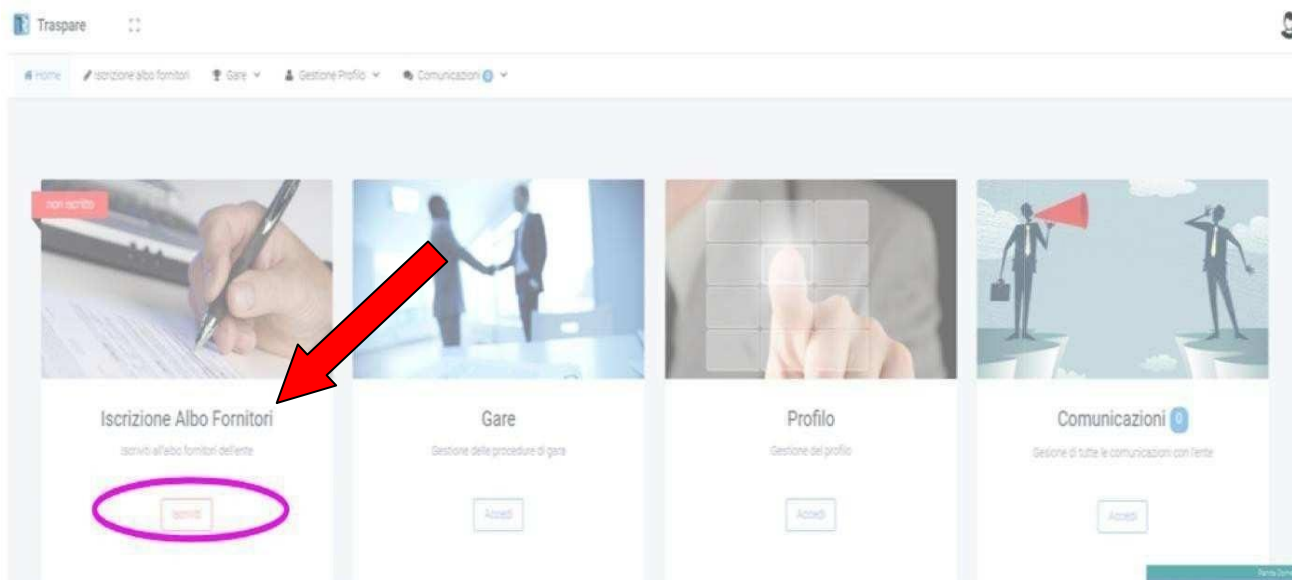 Traspare
Home Iscrizione albo fornitori Gare Gestione Profilo Comunicazioni 0
non iscritto
Iscrizione Albo Fornitori
Iscriviti all'albo fornitori dell'ente
Iscriviti
Gare
Gestione delle procedure di gara
Accedi
Profilo
Gestione del profilo
Accedi
Comunicazioni 0
Gesione di tutte le comunicazioni con l'ente
Accedi